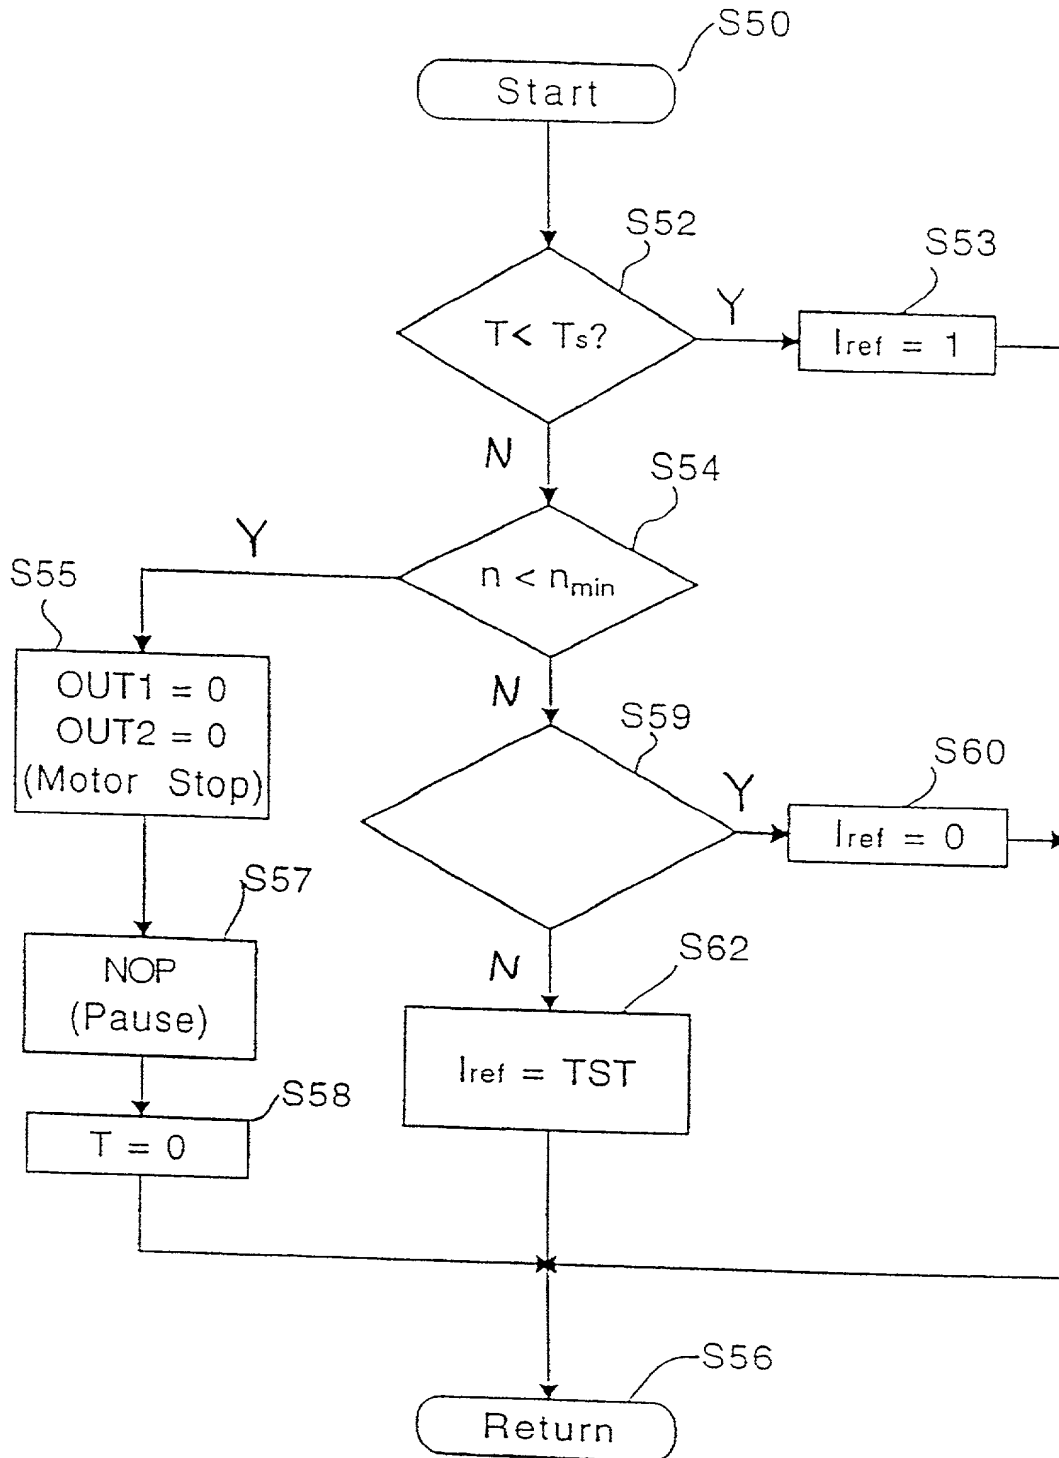 S50
Start
S52
T < Ts?
Y
S53
Iref = 1
N
S54
n < nmin
Y
S55
OUT1 = 0
OUT2 = 0
(Motor Stop)
N
S59
Y
S60
Iref = 0
S57
NOP
(Pause)
N
S62
Iref = TST
S58
T = 0
S56
Return